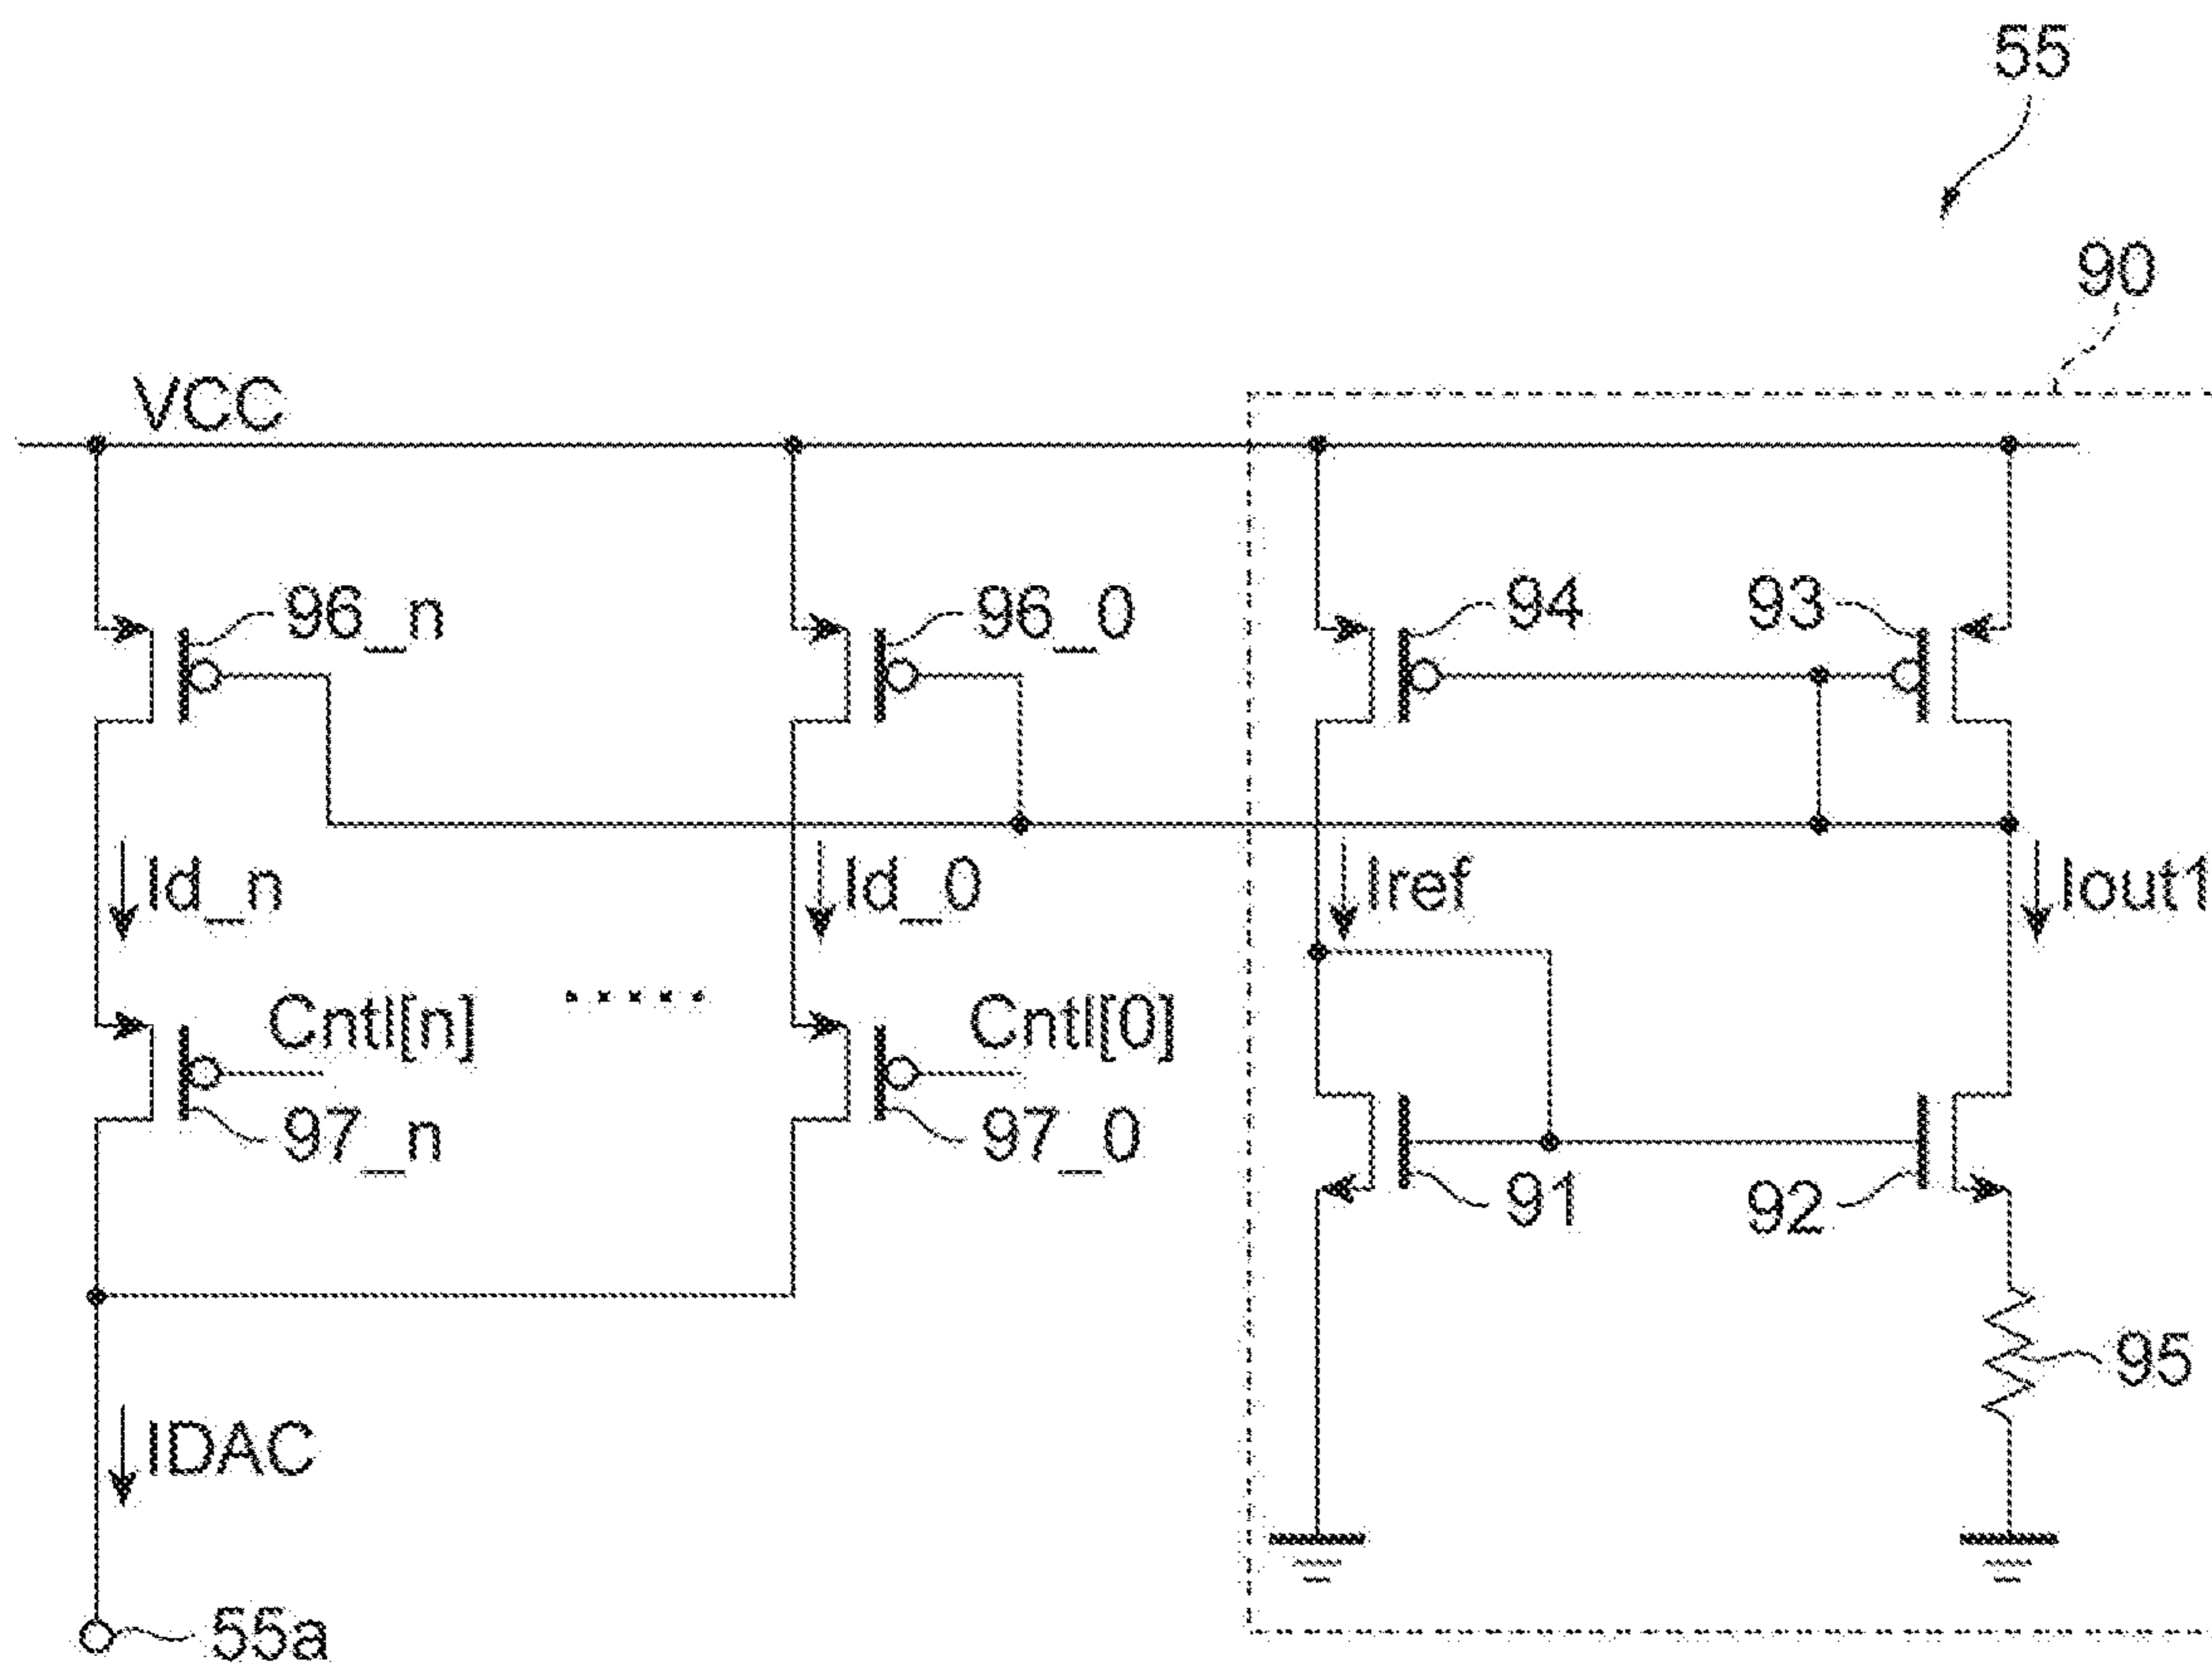 55
90
VCC
96_n
96_0
94
93
Id_n
Id_0
Iref
Iout1
Cntl[n]
.....
Cntl[0]
97_n
97_0
91
92
95
IDAC
55a